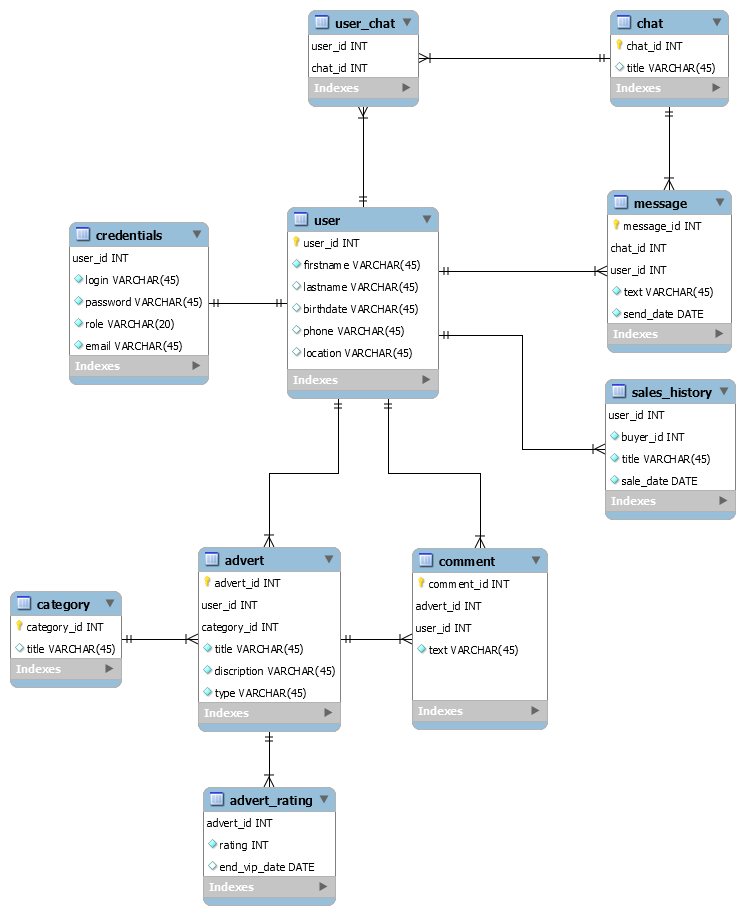 user_chat
user_id INT
chat_id INT
Indexes
chat
chat_id INT
title VARCHAR(45)
Indexes
credentials
user_id INT
login VARCHAR(45)
password VARCHAR(45)
role VARCHAR(20)
email VARCHAR(45)
Indexes
user
user_id INT
firstname VARCHAR(45)
lastname VARCHAR(45)
birthdate VARCHAR(45)
phone VARCHAR(45)
location VARCHAR(45)
Indexes
message
message_id INT
chat_id INT
user_id INT
text VARCHAR(45)
send_date DATE
Indexes
sales_history
user_id INT
buyer_id INT
title VARCHAR(45)
sale_date DATE
Indexes
category
category_id INT
title VARCHAR(45)
Indexes
advert
advert_id INT
user_id INT
category_id INT
title VARCHAR(45)
discription VARCHAR(45)
type VARCHAR(45)
Indexes
comment
comment_id INT
advert_id INT
user_id INT
text VARCHAR(45)
Indexes
advert_rating
advert_id INT
rating INT
end_vip_date DATE
Indexes